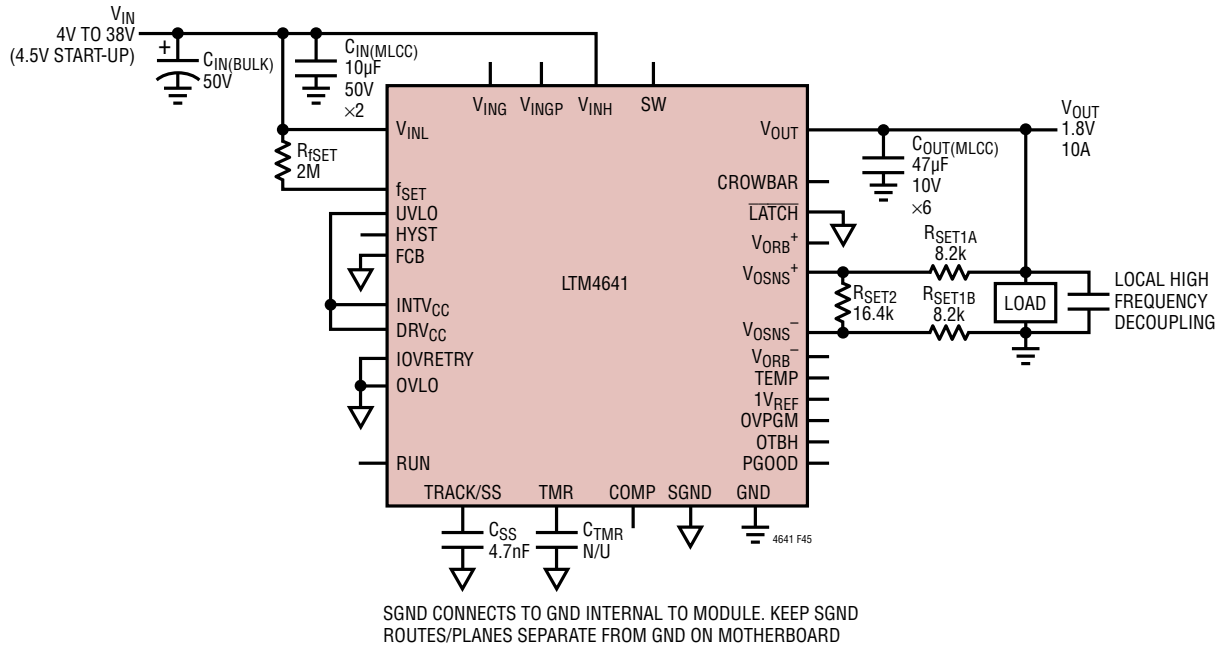 VIN
4V TO 38V
(4.5V START-UP)
+
CIN(BULK)
50V
CIN(MLCC)
10µF
50V
×2
VING
VINGP
VINH
SW
VINL
RfSET
2M
fSET
UVLO
HYST
FCB
INTVCC
DRVCC
IOVRETRY
OVLO
RUN
LTM4641
VOUT
CROWBAR
LATCH
VORB+
VOSNS+
VOSNS−
VORB−
TEMP
1VREF
OVPGM
OTBH
PGOOD
TRACK/SS
TMR
COMP
SGND
GND
VOUT
1.8V
10A
COUT(MLCC)
47µF
10V
×6
RSET1A
8.2k
RSET2
16.4k
RSET1B
8.2k
LOAD
LOCAL HIGH
FREQUENCY
DECOUPLING
CSS
4.7nF
CTMR
N/U
4641 F45
SGND CONNECTS TO GND INTERNAL TO MODULE. KEEP SGND
ROUTES/PLANES SEPARATE FROM GND ON MOTHERBOARD